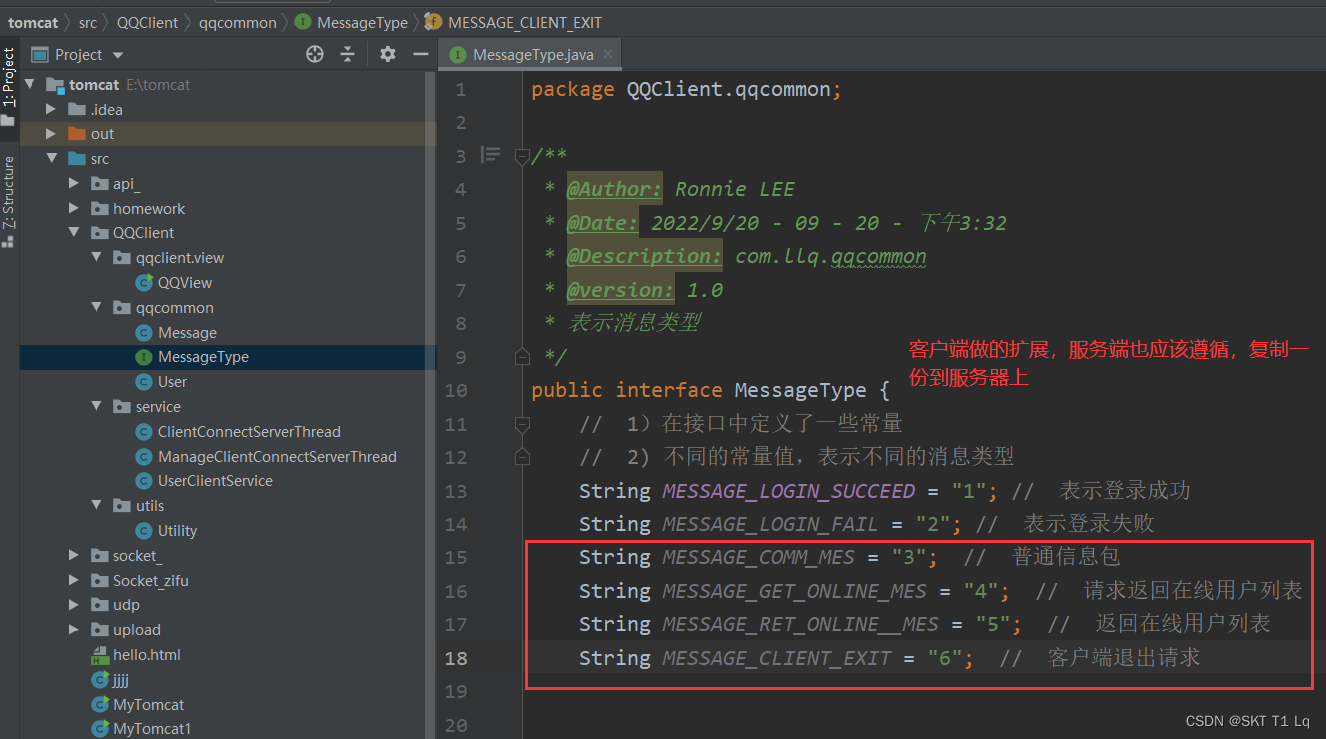 tomcat src QQClient qqcommon MessageType MESSAGE_CLIENT_EXIT
Project
MessageType.java
1: Project
Z: Structure
tomcat E:\tomcat
.idea
out
src
api_
homework
QQClient
qqclient.view
QQView
qqcommon
Message
MessageType
User
service
ClientConnectServerThread
ManageClientConnectServerThread
UserClientService
utils
Utility
socket_
Socket_zifu
udp
upload
hello.html
jjjj
MyTomcat
MyTomcat1
1 package QQClient.qqcommon;
2
3 /**
4 * @Author: Ronnie LEE
5 * @Date: 2022/9/20 - 09 - 20 - 下午3:32
6 * @Description: com.llq.qqcommon
7 * @version: 1.0
8 * 表示消息类型
9 */
客户端做的扩展，服务端也应该遵循，复制一
份到服务器上
10 public interface MessageType {
11 // 1）在接口中定义了一些常量
12 // 2）不同的常量值，表示不同的消息类型
13 String MESSAGE_LOGIN_SUCCEED = "1"; // 表示登录成功
14 String MESSAGE_LOGIN_FAIL = "2"; // 表示登录失败
15 String MESSAGE_COMM_MES = "3"; // 普通信息包
16 String MESSAGE_GET_ONLINE_MES = "4"; // 请求返回在线用户列表
17 String MESSAGE_RET_ONLINE__MES = "5"; // 返回在线用户列表
18 String MESSAGE_CLIENT_EXIT = "6"; // 客户端退出请求
19
20
CSDN @SKT T1 Lq